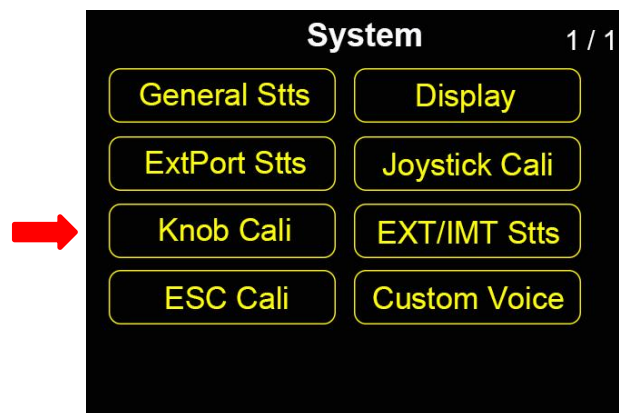 System 1 / 1
General Stts Display
ExtPort Stts Joystick Cali
Knob Cali EXT/IMT Stts
ESC Cali Custom Voice